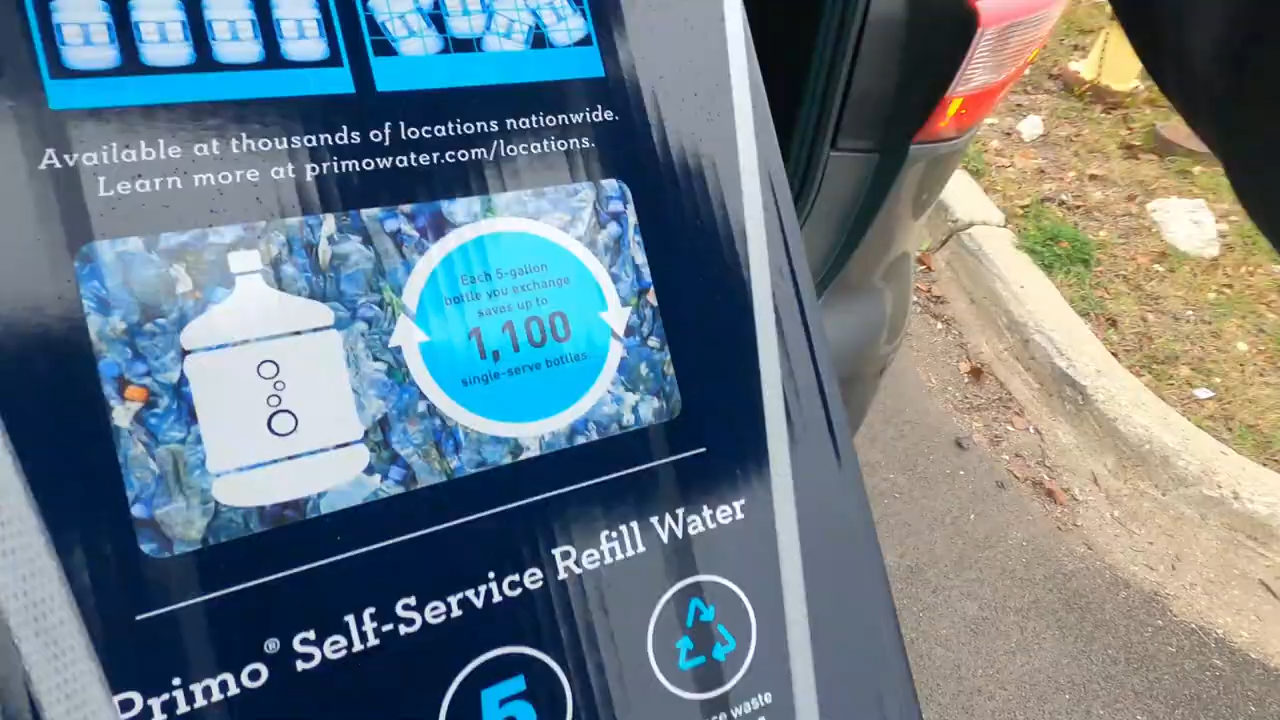 Available at thousands of locations nationwide.
Learn more at primowater.com/locations.
Each 5-gallon
bottle you exchange
saves up to
1,100
single-serve bottles.
Primo® Self-Service Refill Water
5
waste